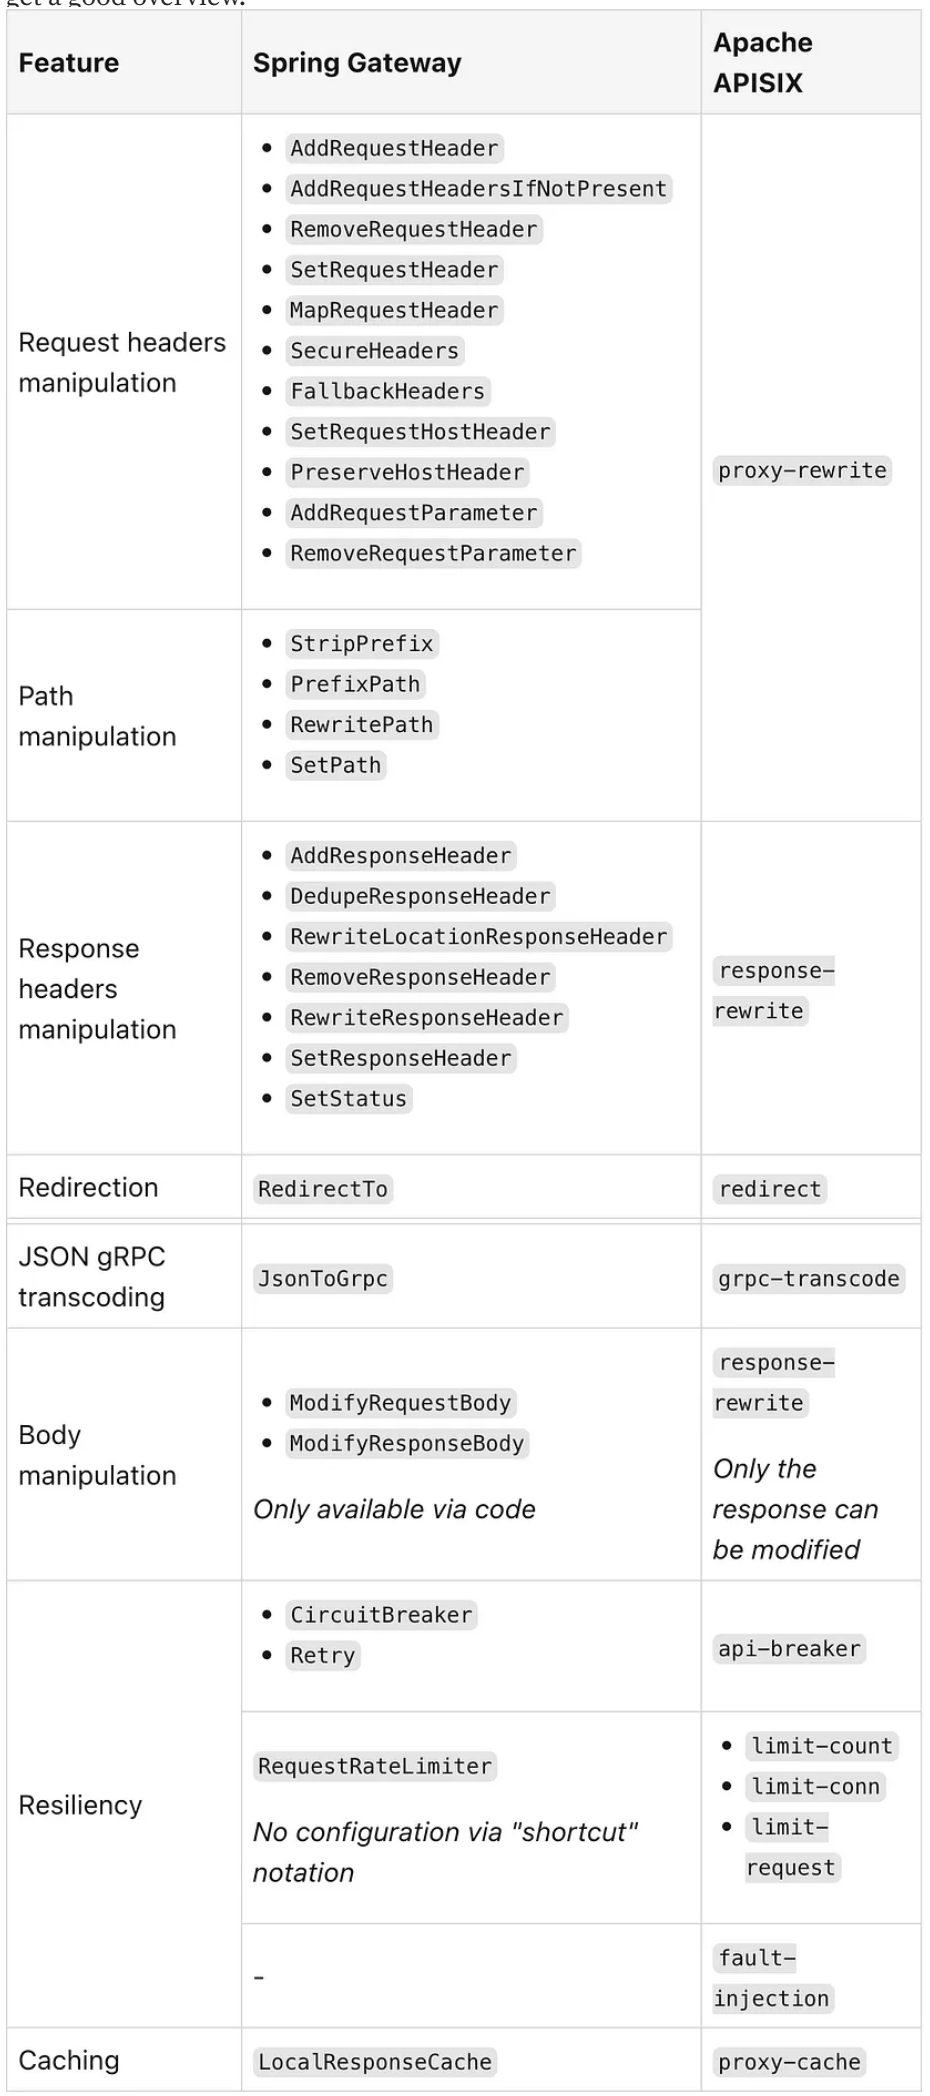 get a good overview.
Feature
Spring Gateway
Apache
APISIX
Request headers
manipulation
AddRequestHeader
AddRequestHeadersIfNotPresent
RemoveRequestHeader
SetRequestHeader
MapRequestHeader
SecureHeaders
FallbackHeaders
SetRequestHostHeader
PreserveHostHeader
AddRequestParameter
RemoveRequestParameter
proxy-rewrite
Path
manipulation
StripPrefix
PrefixPath
RewritePath
SetPath
Response
headers
manipulation
AddResponseHeader
DedupeResponseHeader
RewriteLocationResponseHeader
RemoveResponseHeader
RewriteResponseHeader
SetResponseHeader
SetStatus
response-
rewrite
Redirection
RedirectTo
redirect
JSON gRPC
transcoding
JsonToGrpc
grpc-transcode
Body
manipulation
ModifyRequestBody
ModifyResponseBody
Only available via code
response-
rewrite
Only the
response can
be modified
Resiliency
CircuitBreaker
Retry
api-breaker
RequestRateLimiter
No configuration via "shortcut"
notation
limit-count
limit-conn
limit-
request
-
fault-
injection
Caching
LocalResponseCache
proxy-cache